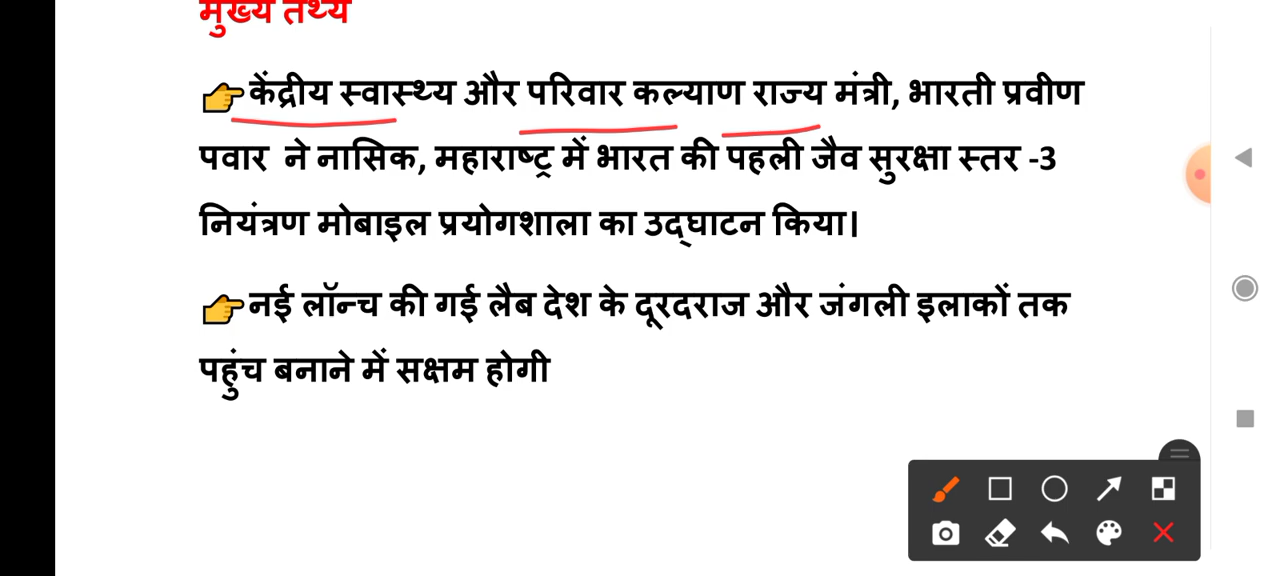 मुख्य तथ्य
👉केंद्रीय स्वास्थ्य और परिवार कल्याण राज्य मंत्री, भारती प्रवीण
पवार ने नासिक, महाराष्ट्र में भारत की पहली जैव सुरक्षा स्तर -3
नियंत्रण मोबाइल प्रयोगशाला का उद्घाटन किया।
👉नई लॉन्च की गई लैब देश के दूरदराज और जंगली इलाकों तक
पहुंच बनाने में सक्षम होगी